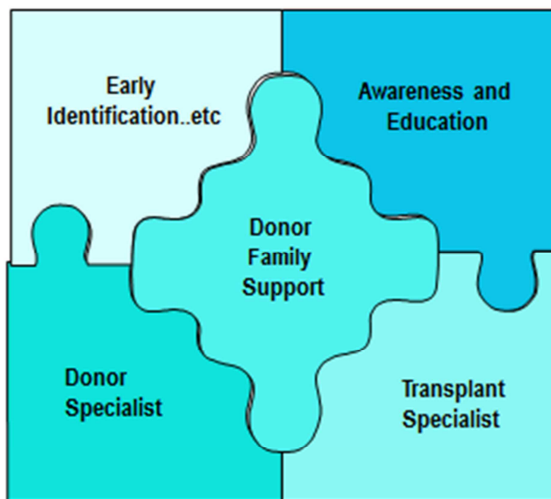 Early
Identification..etc
Awareness and
Education
Donor
Family
Support
Donor
Specialist
Transplant
Specialist